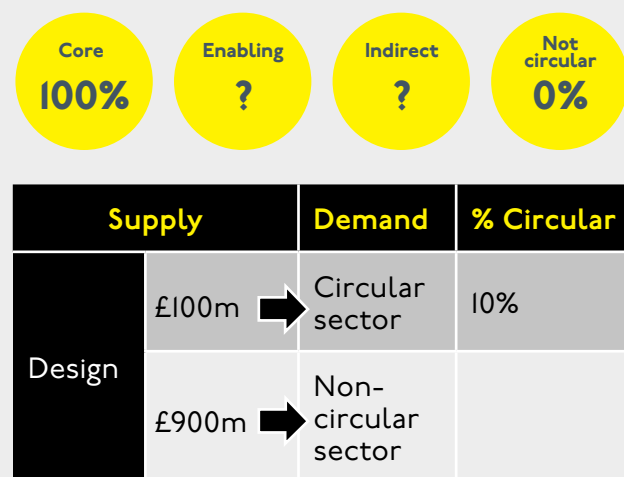 Core
100%
Enabling
?
Indirect
?
Not
circular
0%
Supply
Demand
% Circular
Design
£100m
Circular
sector
10%
£900m
Non-
circular
sector